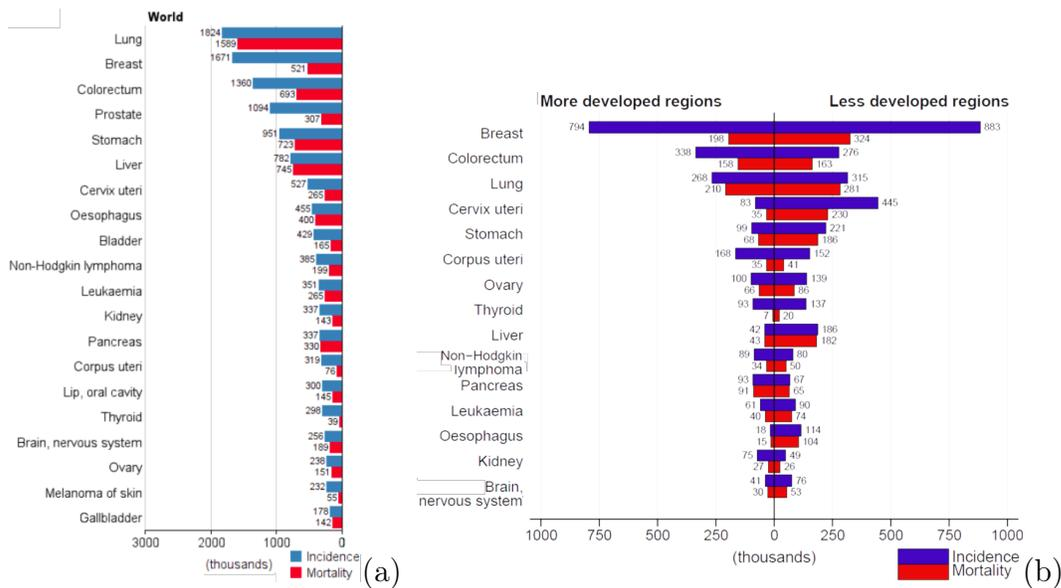 World
Lung 1824
1589
Breast 1671
521
Colorectum 1360
693
Prostate 1094
307
Stomach 951
723
Liver 782
745
Cervix uteri 527
265
Oesophagus 455
400
Bladder 429
165
Non-Hodgkin lymphoma 385
199
Leukaemia 351
265
Kidney 337
143
Pancreas 337
330
Corpus uteri 319
76
Lip, oral cavity 300
145
Thyroid 298
39
Brain, nervous system 256
189
Ovary 238
151
Melanoma of skin 232
55
Gallbladder 178
142
3000 2000 1000 0
(thousands)
Incidence
Mortality
(a)
More developed regions Less developed regions
Breast 794 883
198 324
Colorectum 338 276
158 163
Lung 268 315
210 281
Cervix uteri 83 445
35 230
Stomach 99 221
68 186
Corpus uteri 168 152
35 41
Ovary 100 139
66 86
Thyroid 93 137
7 20
Liver 42 186
43 182
Non-Hodgkin 89 80
lymphoma 34 50
Pancreas 93 67
91 65
Leukaemia 61 90
40 74
Oesophagus 18 114
15 104
Kidney 75 49
27 26
Brain, 41 76
nervous system 30 53
1000 750 500 250 0 250 500 750 1000
(thousands)
Incidence
Mortality
(b)